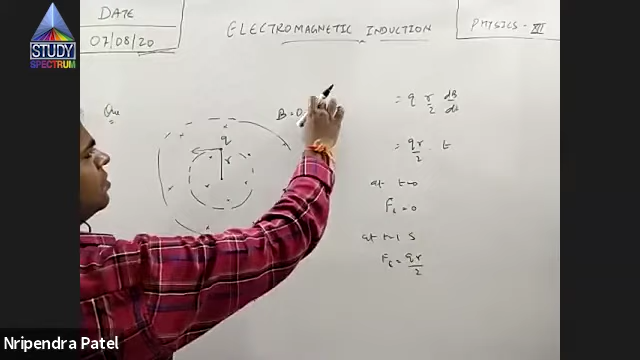 STUDY
SPECTRUM
DATE
07/08/20
ELECTROMAGNETIC INDUCTION
PHYSICS - XII
Que
B = 0
q
r
= q r/2 dB/dt
= qr/2 . t
at t=0
F_t = 0
at t=1 s
F_t = qr/2
Nripendra Patel